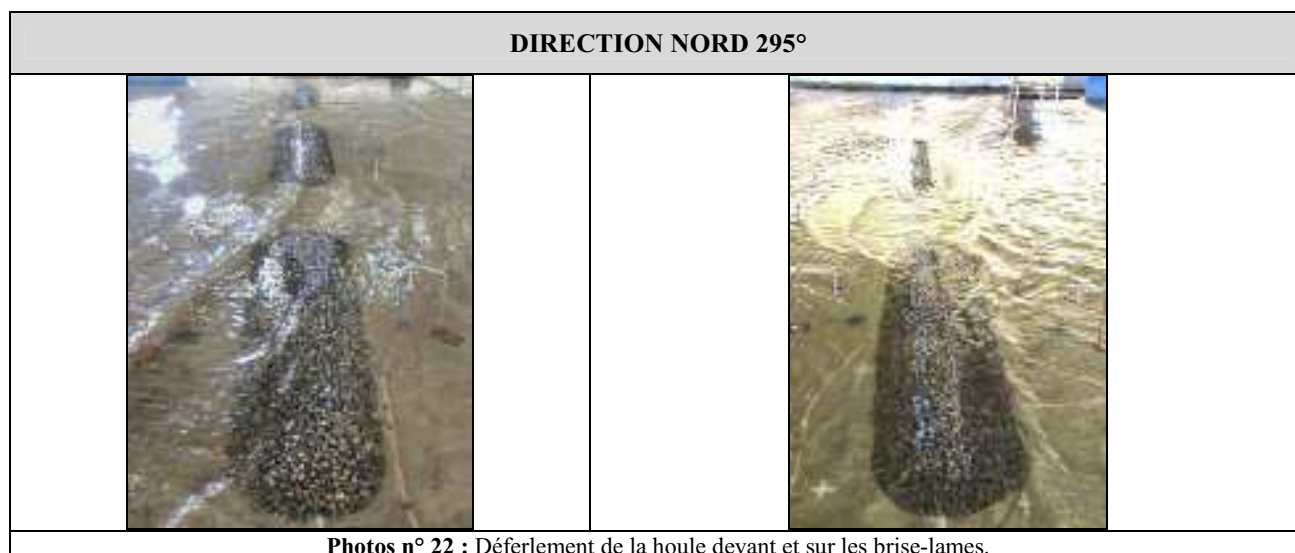 DIRECTION NORD 295°
Photos n° 22 : Déferlement de la houle devant et sur les brise-lames.